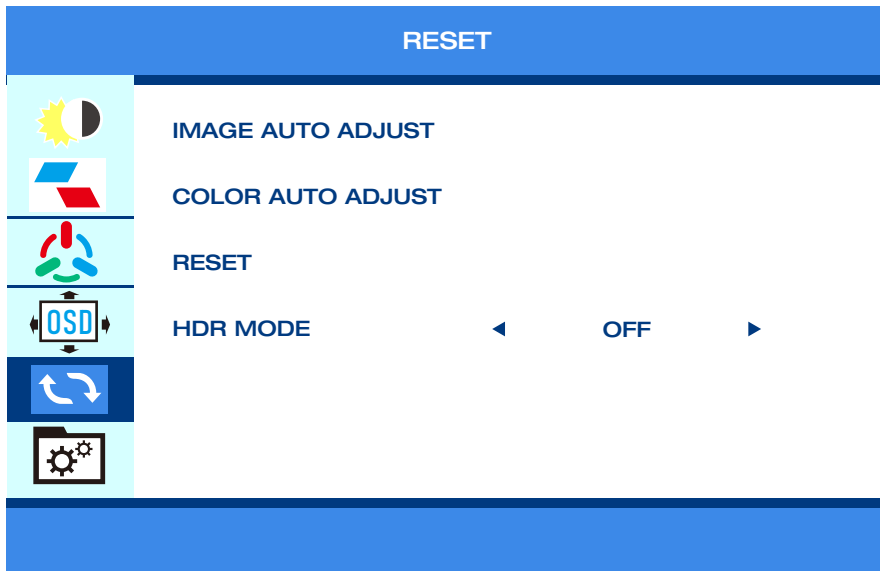 RESET
IMAGE AUTO ADJUST
COLOR AUTO ADJUST
RESET
HDR MODE OFF
OSD